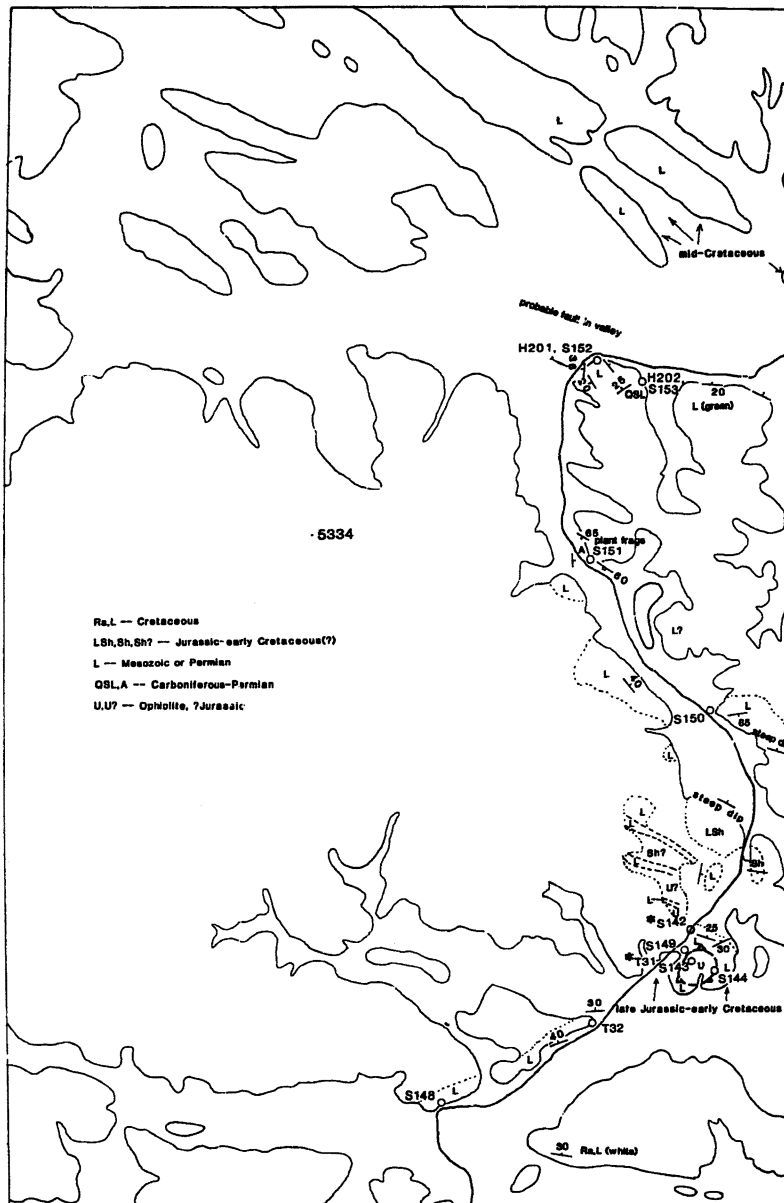 L
L
L
mid-Cretaceous
probable fault in valley
H201, S152
L
25
QSL
H202
S153
20
L (green)
· 5334
65
plant frags
A
S151
60
L
L?
Ra,L -- Cretaceous
LSh,Sh,Sh? -- Jurassic-early Cretaceous(?)
L -- Mesozoic or Permian
QSL,A -- Carboniferous-Permian
U,U? -- Ophiolite, ?Jurassic
L
40
L
S150
65
steep d
L
steep dip
L
LSh
L
Sh?
L
Sh
L
U?
L
U
*S142
25
S149
30
*T31
S143
U
L
S144
L
late Jurassic-early Cretaceous
30
T32
40
L
S148
L
30
Ra,L (white)